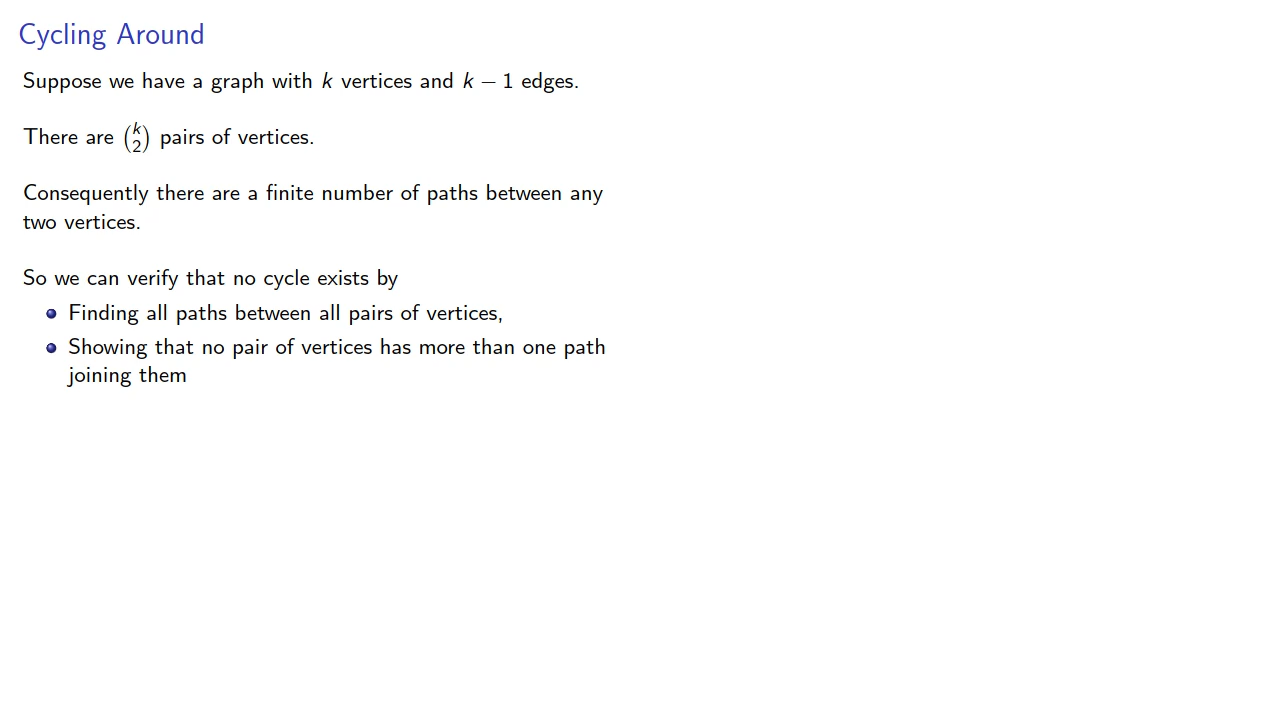 Cycling Around
Suppose we have a graph with k vertices and k − 1 edges.
There are (k 2) pairs of vertices.
Consequently there are a finite number of paths between any
two vertices.
So we can verify that no cycle exists by
Finding all paths between all pairs of vertices,
Showing that no pair of vertices has more than one path
joining them